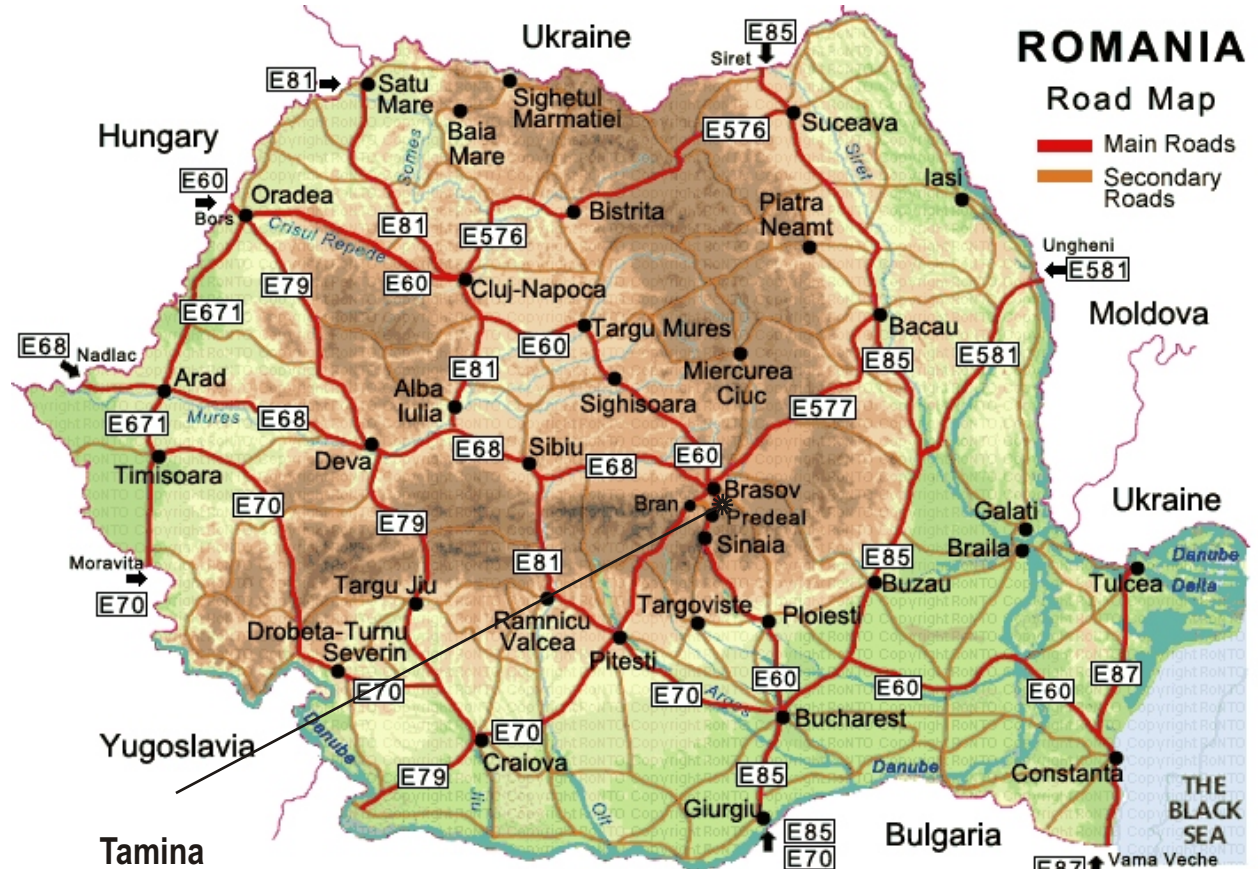 Ukraine
E85
ROMANIA
Siret
Road Map
E81
Satu
Mare
Sighetul
Marmatiei
Main Roads
Baia
Mare
E576
Suceava
Hungary
Secondary
Roads
Somes
Siret
E60
Iasi
Oradea
Bors
Bistrita
Piatra
Neamt
Crisul Repede
E81
E576
Ungheni
E581
E79
E60
Cluj-Napoca
Moldova
E671
Targu Mures
Bacau
E68
Nadlac
E60
E85
E581
E81
Miercurea
Ciuc
Arad
Alba
Iulia
Sighisoara
E577
Mures
E671
E68
Timisoara
Deva
E68
Sibiu
E68
E60
Brasov
Bran
Predeal
Ukraine
E70
E79
Sinaia
Galati
Braila
Danube
Delta
Moravita
E81
E85
Buzau
Tulcea
E70
Targu Jiu
Ramnicu
Valcea
Targoviste
Ploiesti
Drobeta-Turnu
Severin
Pitesti
E70
E70
Arges
E60
E60
E60
E87
Bucharest
Yugoslavia
Danube
E70
Craiova
Constanta
E79
E85
Danube
Jiu
Olt
Giurgiu
THE
BLACK
SEA
E85
E70
Bulgaria
Tamina
E87
Vama Veche